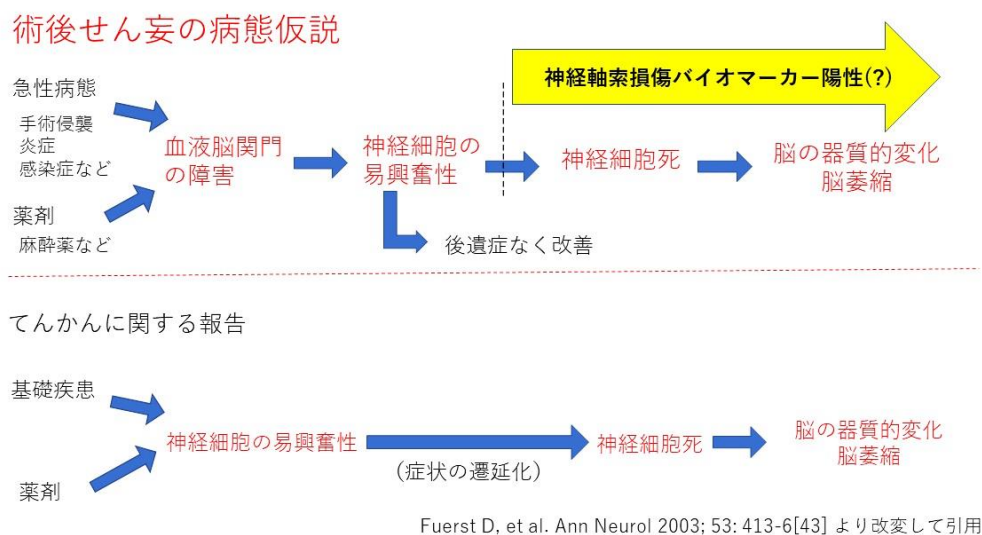 術後せん妄の病態仮説
神経軸索損傷バイオマーカー陽性(?)
急性病態
手術侵襲
炎症
感染症など
血液脳関門
の障害
神経細胞の
易興奮性
神経細胞死
脳の器質的変化
脳萎縮
薬剤
麻酔薬など
後遺症なく改善
てんかんに関する報告
基礎疾患
神経細胞の易興奮性
(症状の遷延化)
神経細胞死
脳の器質的変化
脳萎縮
薬剤
Fuerst D, et al. Ann Neurol 2003; 53: 413-6[43] より改変して引用